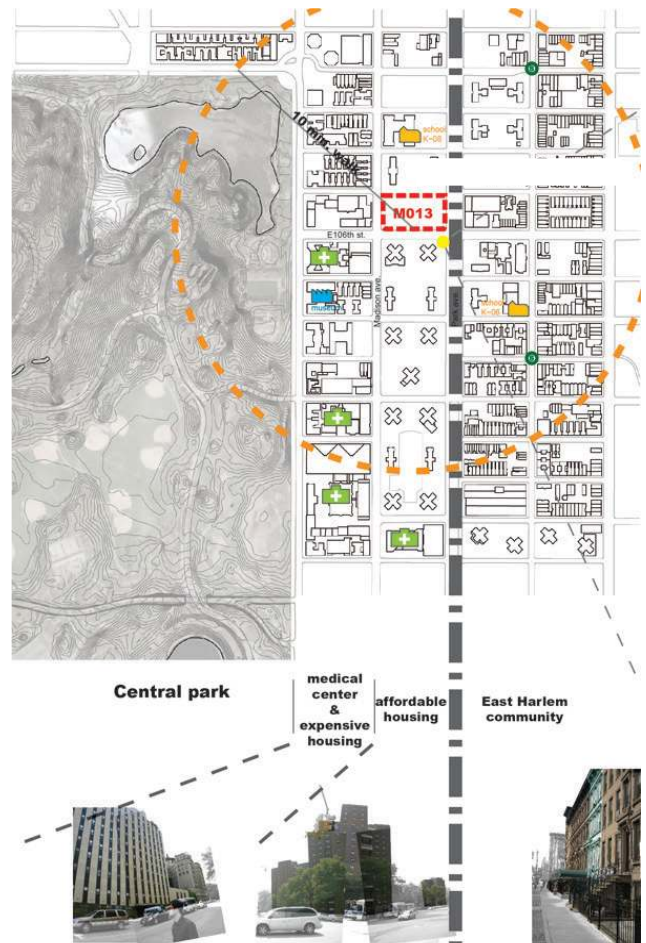 school
K-08
10 min. walk
M013
E106th st.
Madison ave.
Park ave.
museum
school
K-08
Central park
medical
center
&
expensive
housing
affordable
housing
East Harlem
community